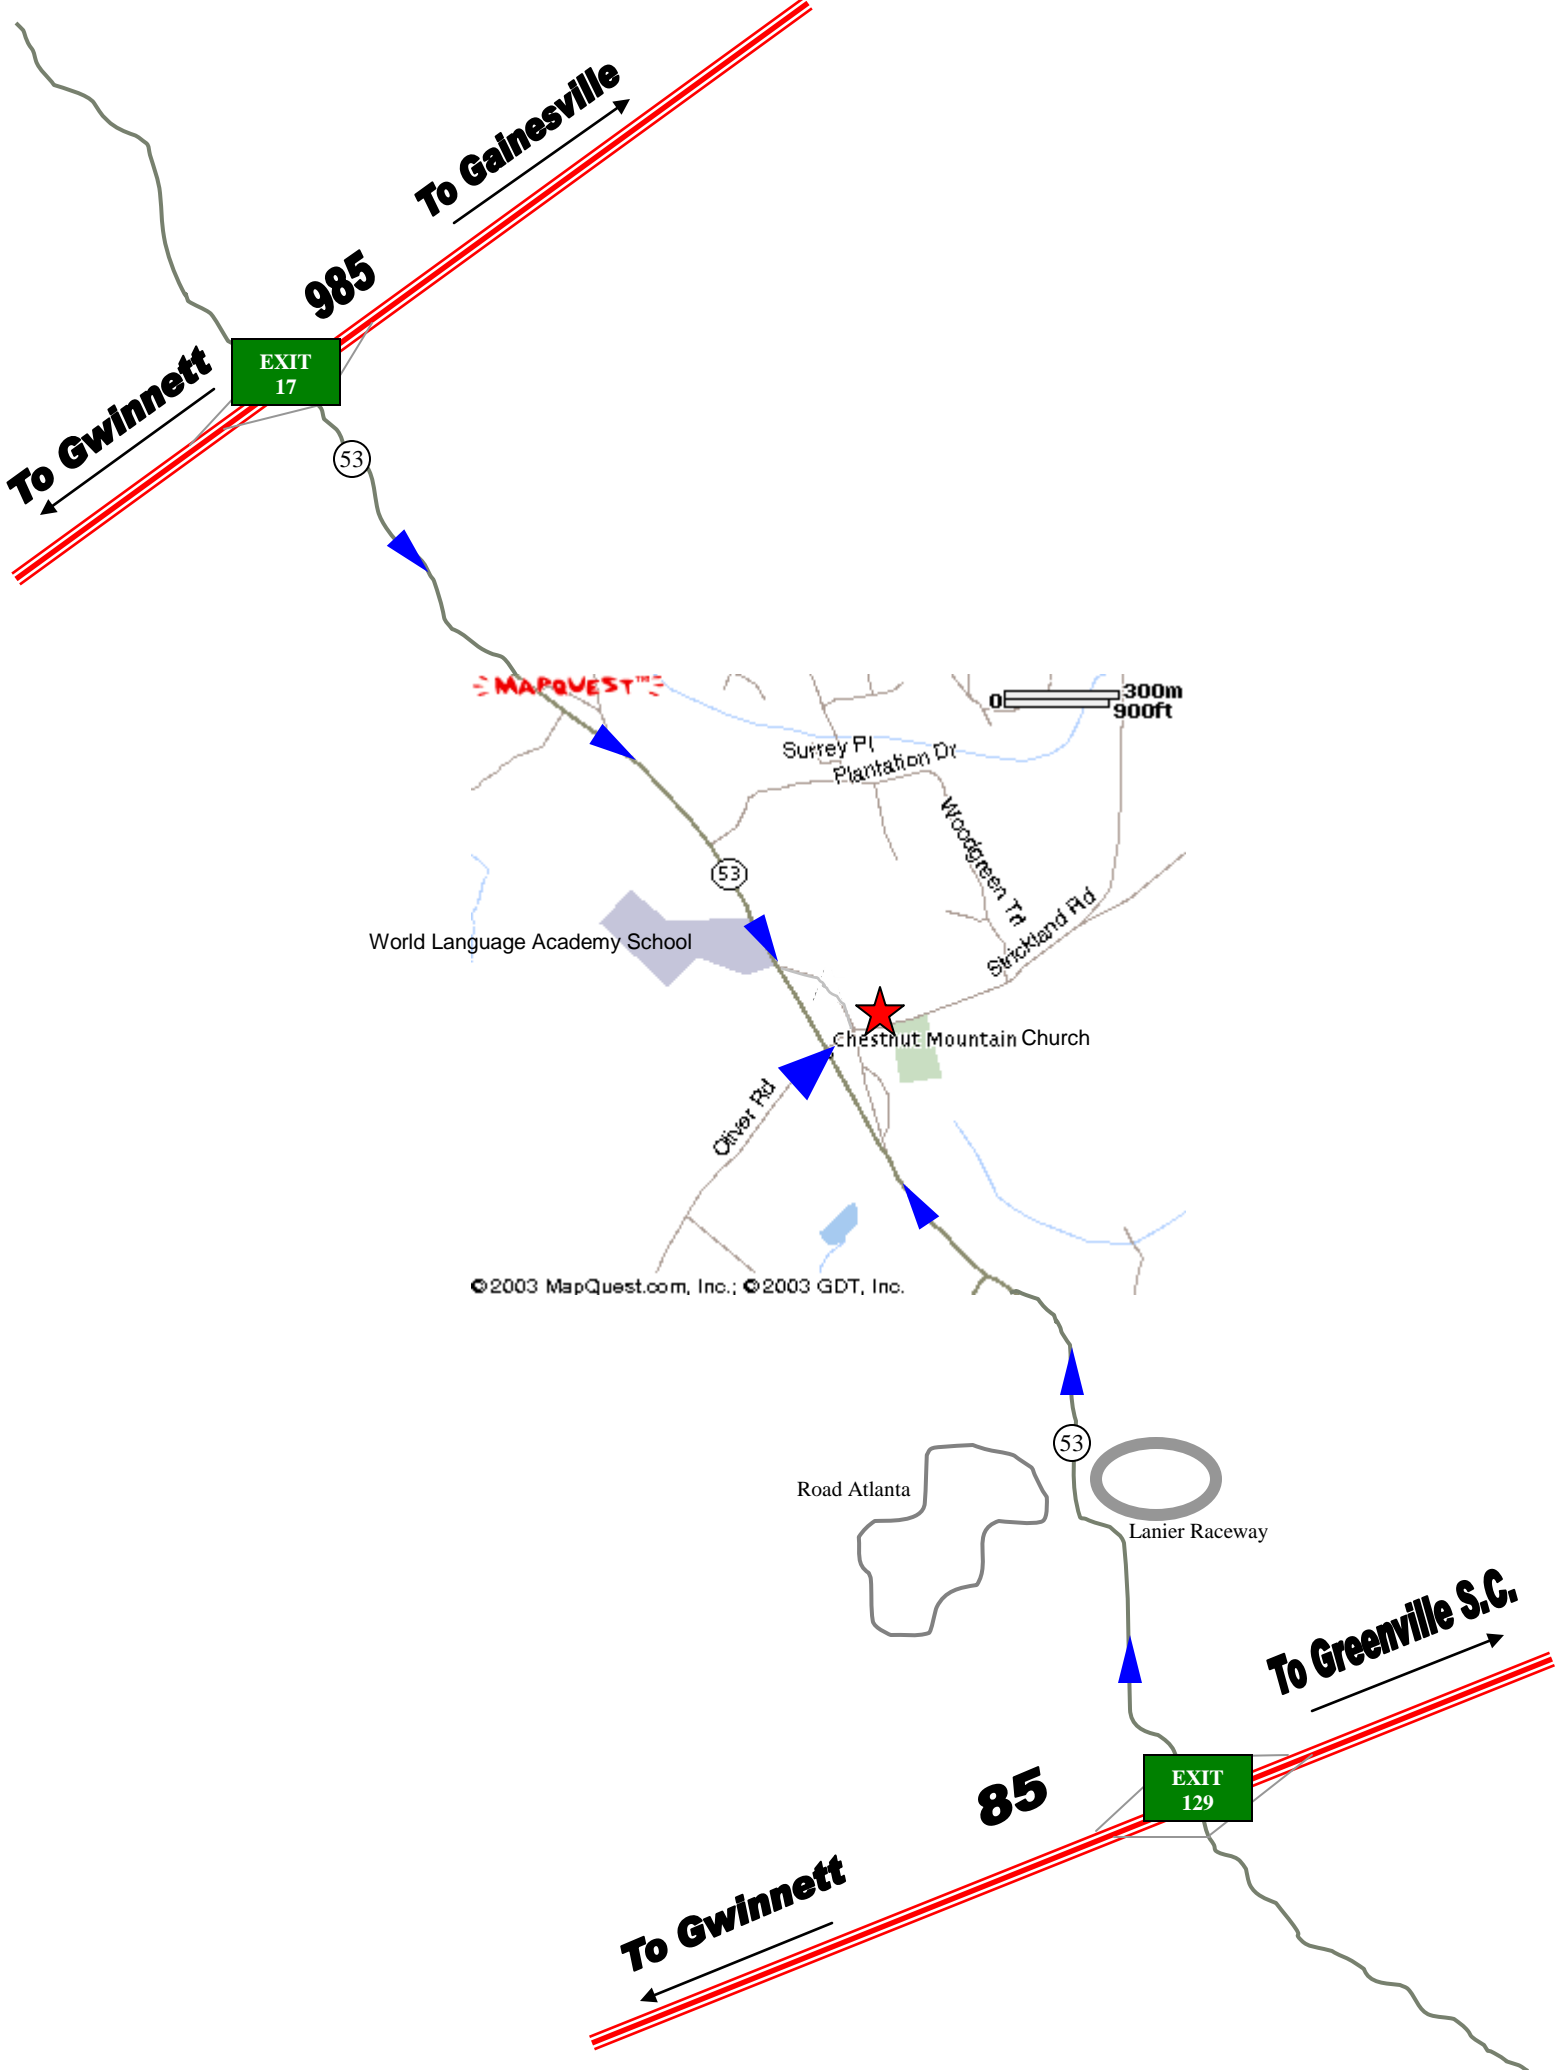 To Gainesville
985
EXIT
17
To Gwinnett
53
MAPQUEST™
0 300m
900ft
Surrey Pl
Plantation Dr
Woodgreen Trl
53
Strickland Rd
World Language Academy School
Chestnut Mountain Church
Oliver Rd
©2003 MapQuest.com, Inc.; ©2003 GDT, Inc.
53
Road Atlanta
Lanier Raceway
To Greenville S.C.
EXIT
129
85
To Gwinnett